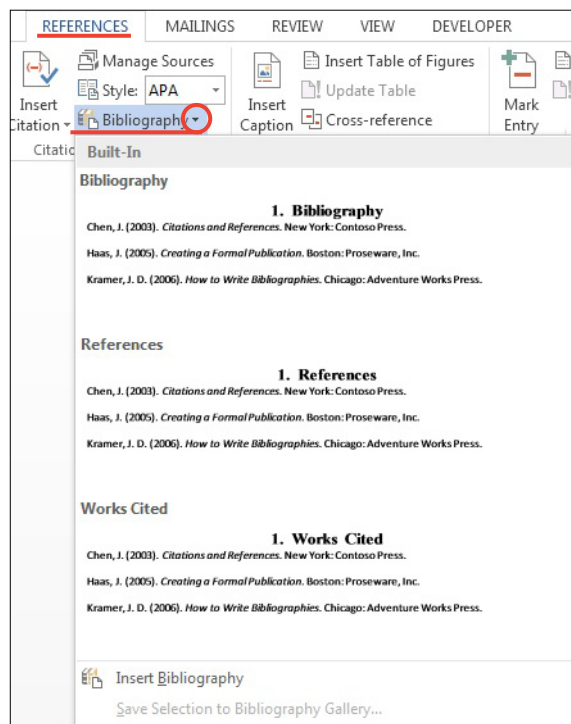 REFERENCES MAILINGS REVIEW VIEW DEVELOPER
Manage Sources
Insert Table of Figures
Style: APA
Update Table
Insert
Citation
Bibliography
Insert
Caption
Cross-reference
Mark
Entry
Citatio
Built-In
Bibliography
1. Bibliography
Chen, J. (2003). Citations and References. New York: Contoso Press.
Haas, J. (2005). Creating a Formal Publication. Boston: Proseware, Inc.
Kramer, J. D. (2006). How to Write Bibliographies. Chicago: Adventure Works Press.
References
1. References
Chen, J. (2003). Citations and References. New York: Contoso Press.
Haas, J. (2005). Creating a Formal Publication. Boston: Proseware, Inc.
Kramer, J. D. (2006). How to Write Bibliographies. Chicago: Adventure Works Press.
Works Cited
1. Works Cited
Chen, J. (2003). Citations and References. New York: Contoso Press.
Haas, J. (2005). Creating a Formal Publication. Boston: Proseware, Inc.
Kramer, J. D. (2006). How to Write Bibliographies. Chicago: Adventure Works Press.
Insert Bibliography
Save Selection to Bibliography Gallery...